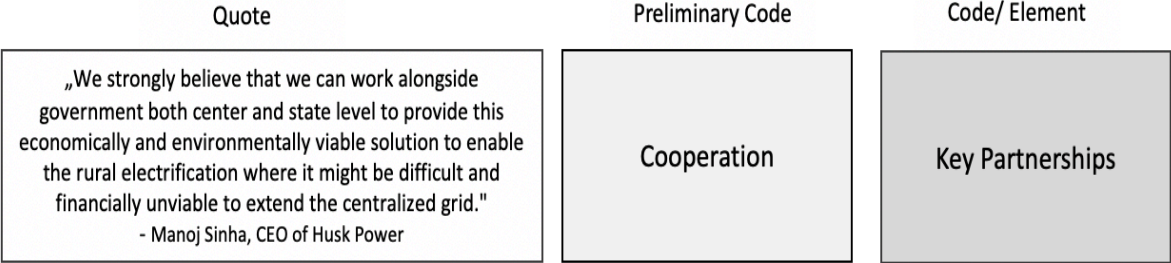 Quote
Preliminary Code
Code/ Element
„We strongly believe that we can work alongside
government both center and state level to provide this
economically and environmentally viable solution to enable
the rural electrification where it might be difficult and
financially unviable to extend the centralized grid."
- Manoj Sinha, CEO of Husk Power
Cooperation
Key Partnerships